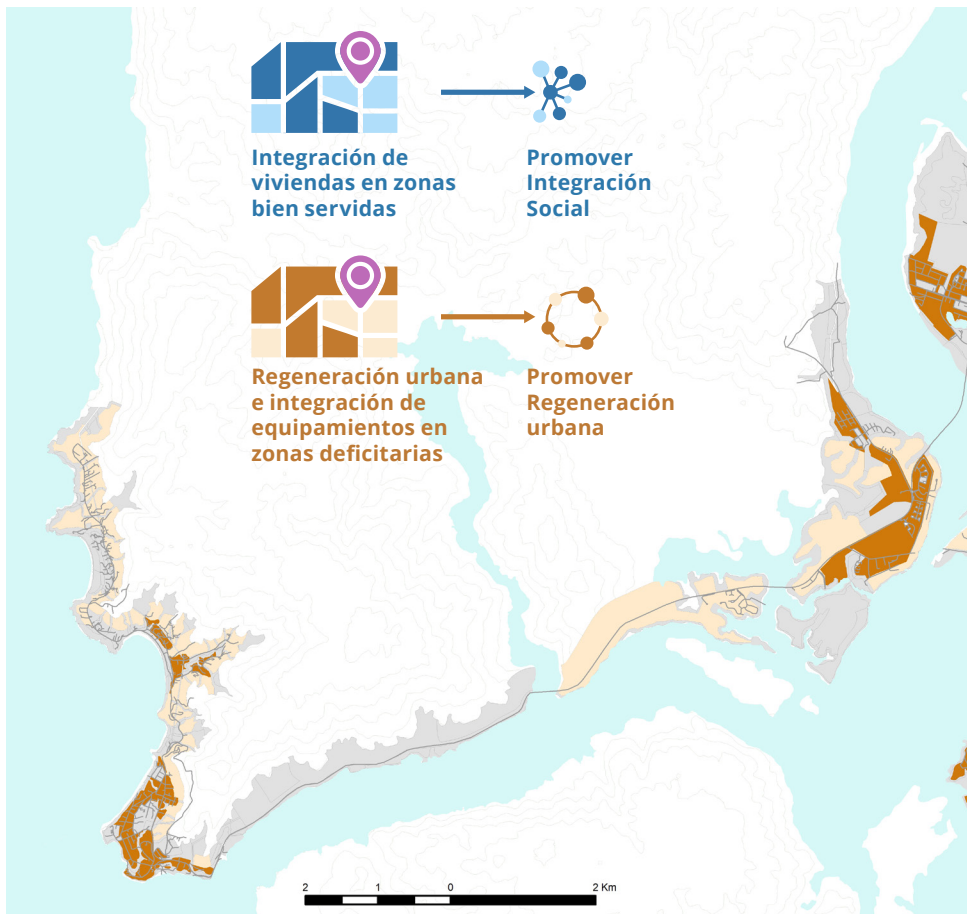 Integración de
viviendas en zonas
bien servidas
Promover
Integración
Social
Regeneración urbana
e integración de
equipamientos en
zonas deficitarias
Promover
Regeneración
urbana
2 1 0 2 Km